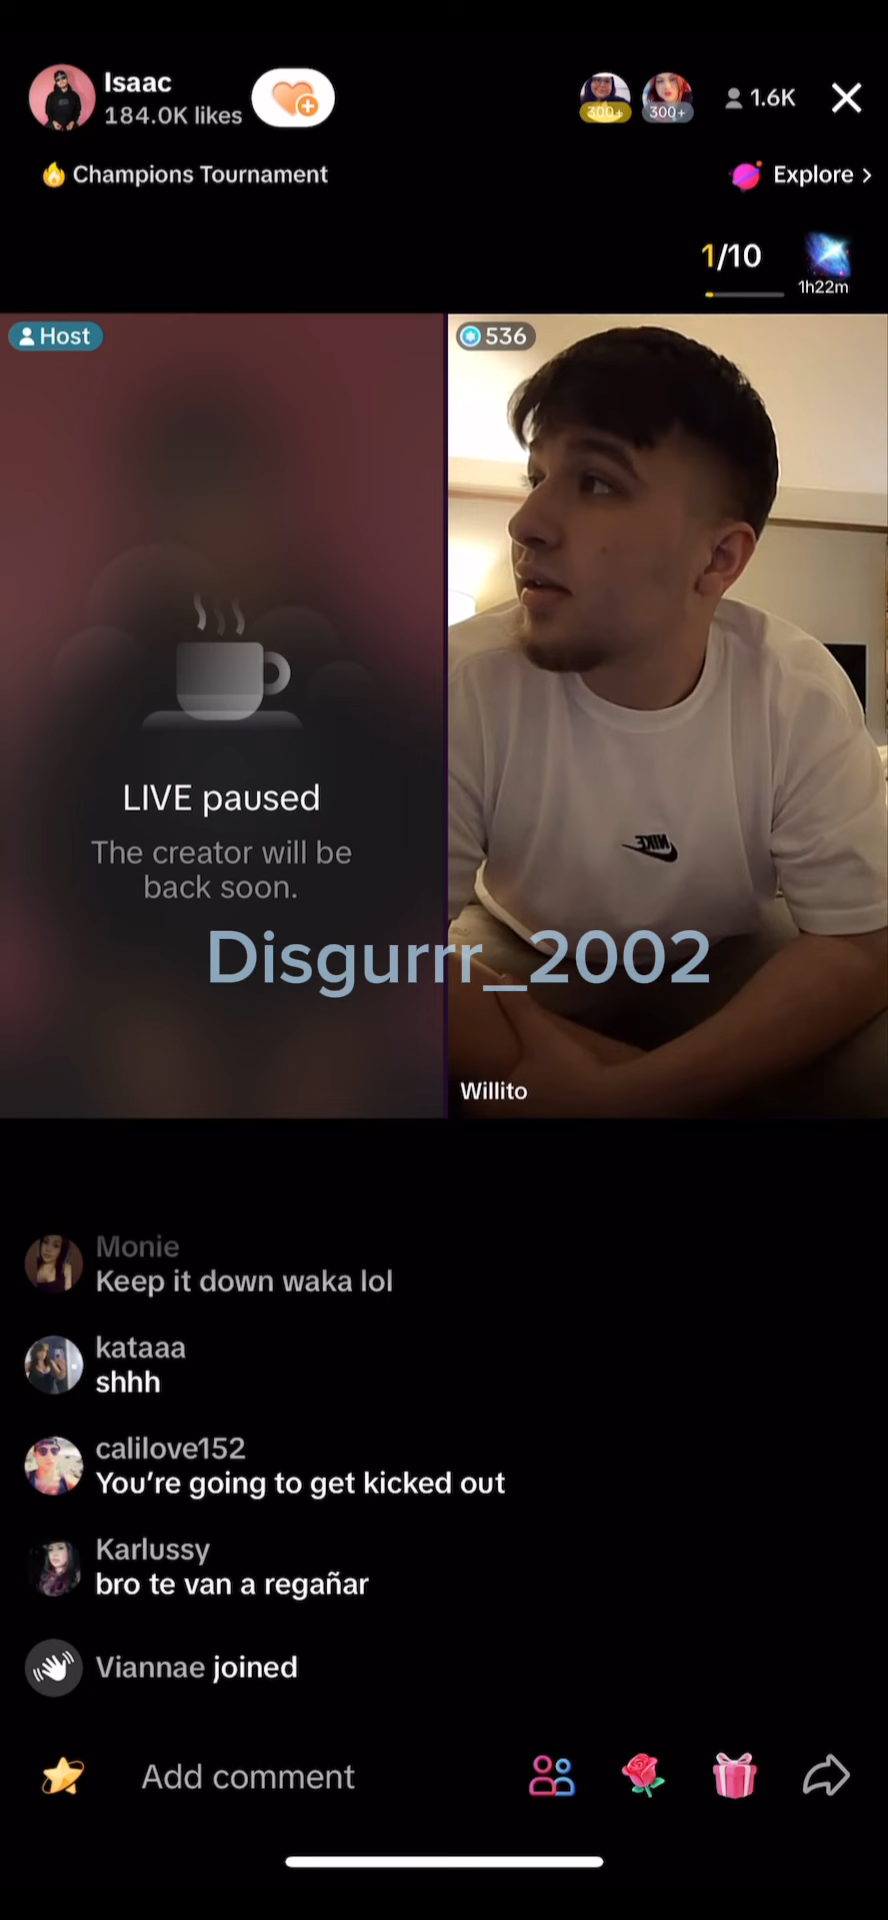 Isaac
184.0K likes
300+
300+
1.6K
Champions Tournament
Explore >
1/10
1h22m
Host
536
LIVE paused
The creator will be
back soon.
NIKE
Disgurrr_2002
Willito
Monie
Keep it down waka lol
kataaa
shhh
calilove152
You're going to get kicked out
Karlussy
bro te van a regañar
Viannae joined
Add comment